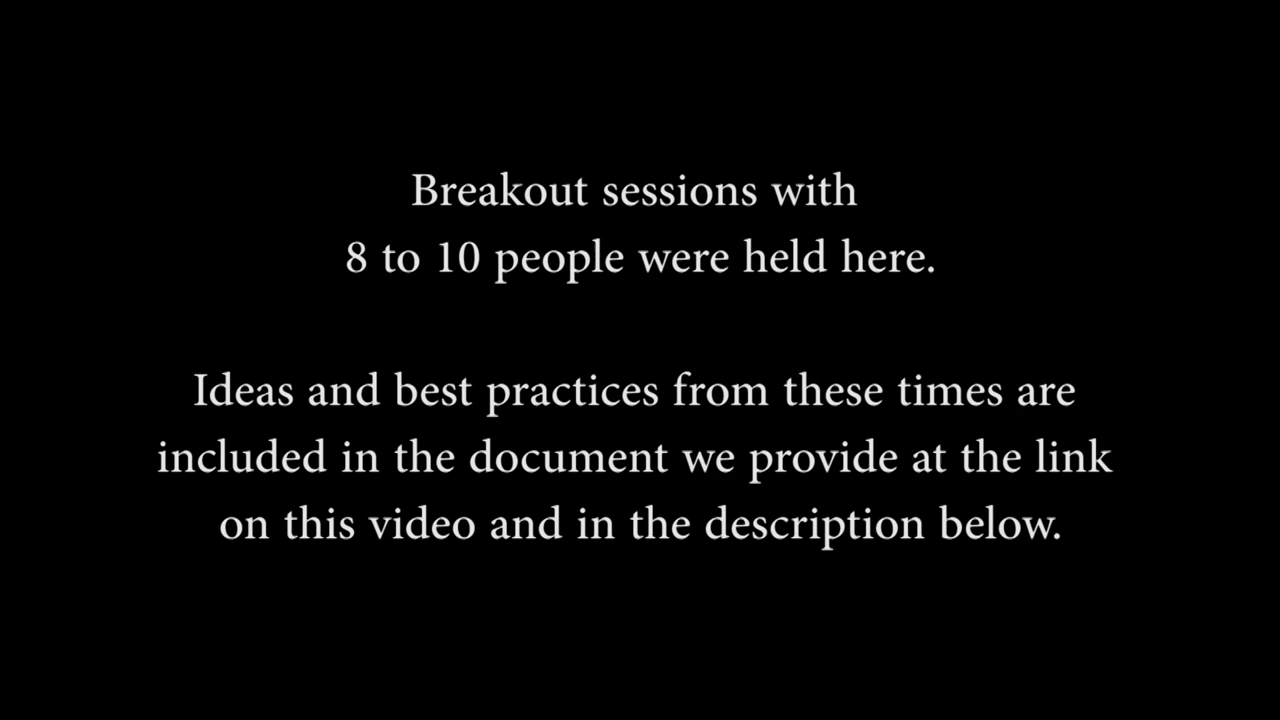 Breakout sessions with
8 to 10 people were held here.
Ideas and best practices from these times are
included in the document we provide at the link
on this video and in the description below.